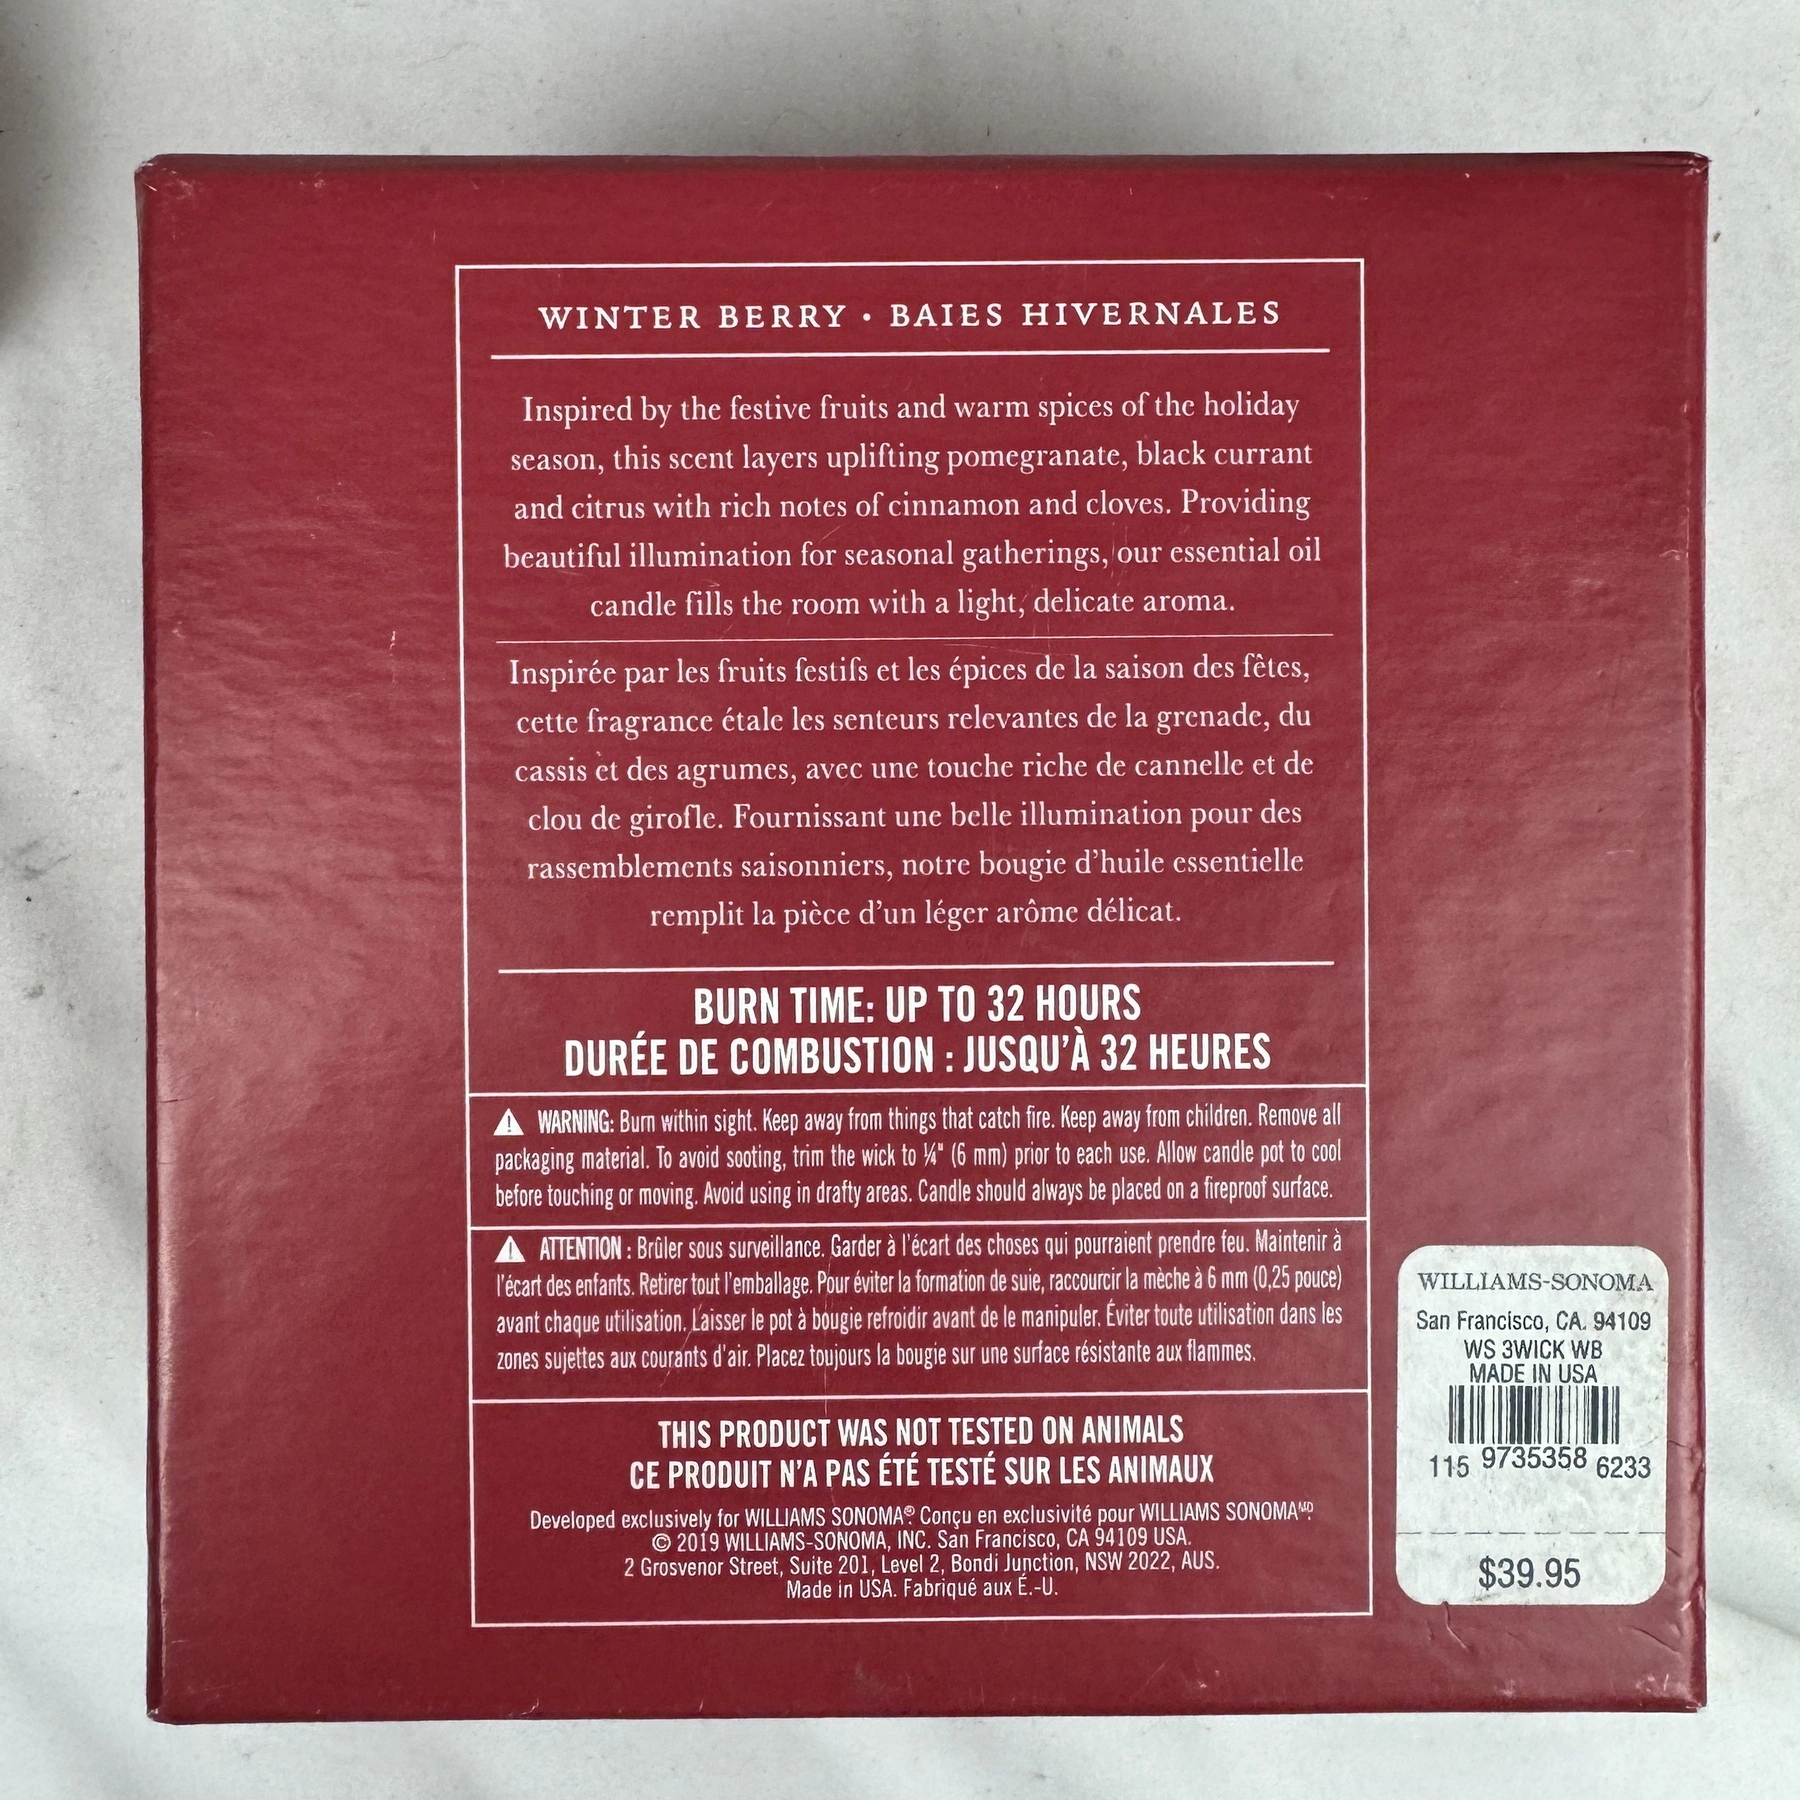 WINTER BERRY • BAIES HIVERNALES
Inspired by the festive fruits and warm spices of the holiday
season, this scent layers uplifting pomegranate, black currant
and citrus with rich notes of cinnamon and cloves. Providing
beautiful illumination for seasonal gatherings, our essential oil
candle fills the room with a light, delicate aroma.
Inspirée par les fruits festifs et les épices de la saison des fêtes,
cette fragrance étale les senteurs relevantes de la grenade, du
cassis et des agrumes, avec une touche riche de cannelle et de
clou de girofle. Fournissant une belle illumination pour des
rassemblements saisonniers, notre bougie d'huile essentielle
remplit la pièce d'un léger arôme délicat.
BURN TIME: UP TO 32 HOURS
DURÉE DE COMBUSTION : JUSQU'À 32 HEURES
⚠ WARNING: Burn within sight. Keep away from things that catch fire. Keep away from children. Remove all
packaging material. To avoid sooting, trim the wick to ¼" (6 mm) prior to each use. Allow candle pot to cool
before touching or moving. Avoid using in drafty areas. Candle should always be placed on a fireproof surface.
⚠ ATTENTION : Brûler sous surveillance. Garder à l'écart des choses qui pourraient prendre feu. Maintenir à
l'écart des enfants. Retirer tout l'emballage. Pour éviter la formation de suie, raccourcir la mèche à 6 mm (0,25 pouce)
avant chaque utilisation. Laisser le pot à bougie refroidir avant de le manipuler. Éviter toute utilisation dans les
zones sujettes aux courants d'air. Placez toujours la bougie sur une surface résistante aux flammes.
THIS PRODUCT WAS NOT TESTED ON ANIMALS
CE PRODUIT N'A PAS ÉTÉ TESTÉ SUR LES ANIMAUX
Developed exclusively for WILLIAMS SONOMA® Conçu en exclusivité pour WILLIAMS SONOMA ᴹᴰ.
© 2019 WILLIAMS-SONOMA, INC. San Francisco, CA 94109 USA.
2 Grosvenor Street, Suite 201, Level 2, Bondi Junction, NSW 2022, AUS.
Made in USA. Fabriqué aux É.-U.
WILLIAMS-SONOMA
San Francisco, CA. 94109
WS 3WICK WB
MADE IN USA
115 9735358 6233
$39.95